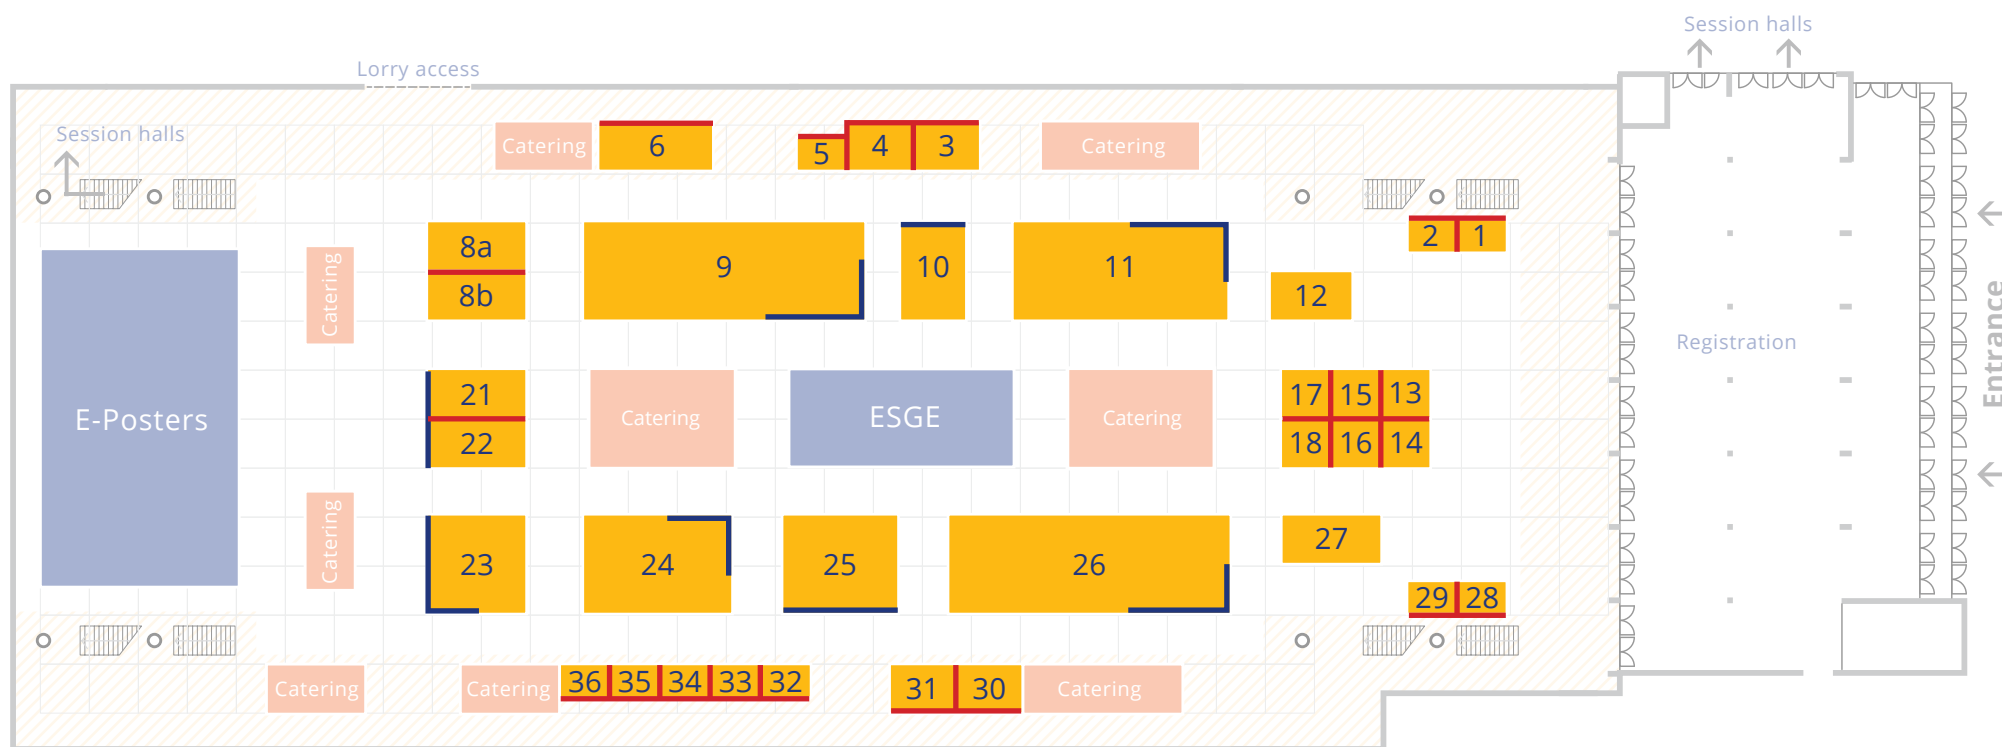 Session halls
Lorry access
Session halls
Catering
6
5
4
3
Catering
8a
8b
9
10
11
2
1
12
Catering
Entrance
Registration
E-Posters
21
22
Catering
ESGE
Catering
17
15
13
18
16
14
Catering
23
24
25
26
27
29
28
Catering
Catering
36
35
34
33
32
31
30
Catering